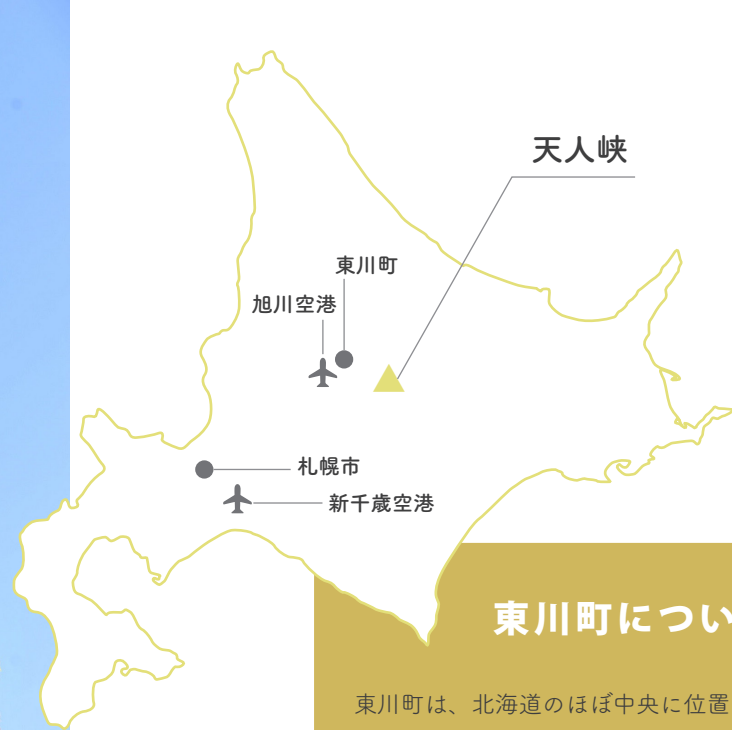 天人峡
東川町
旭川空港
札幌市
新千歳空港
東川町につい
東川町は、北海道のほぼ中央に位置